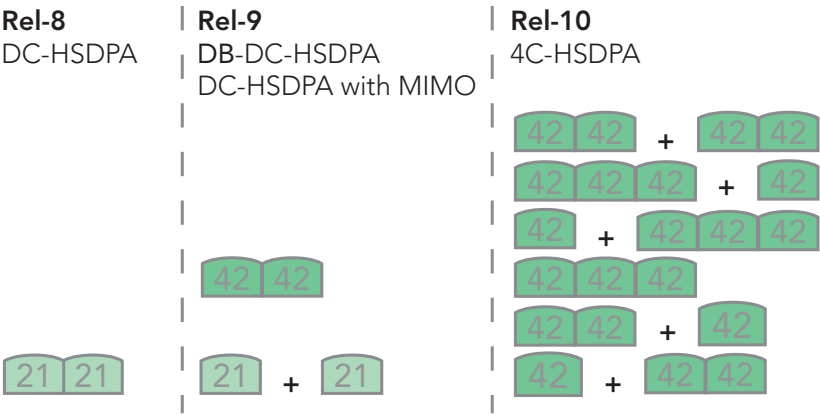 Rel-8
DC-HSDPA
21 21
Rel-9
DB-DC-HSDPA
DC-HSDPA with MIMO
42 42
21 + 21
Rel-10
4C-HSDPA
42 42 + 42 42
42 42 42 + 42
42 + 42 42 42
42 42 42
42 42 + 42
42 + 42 42